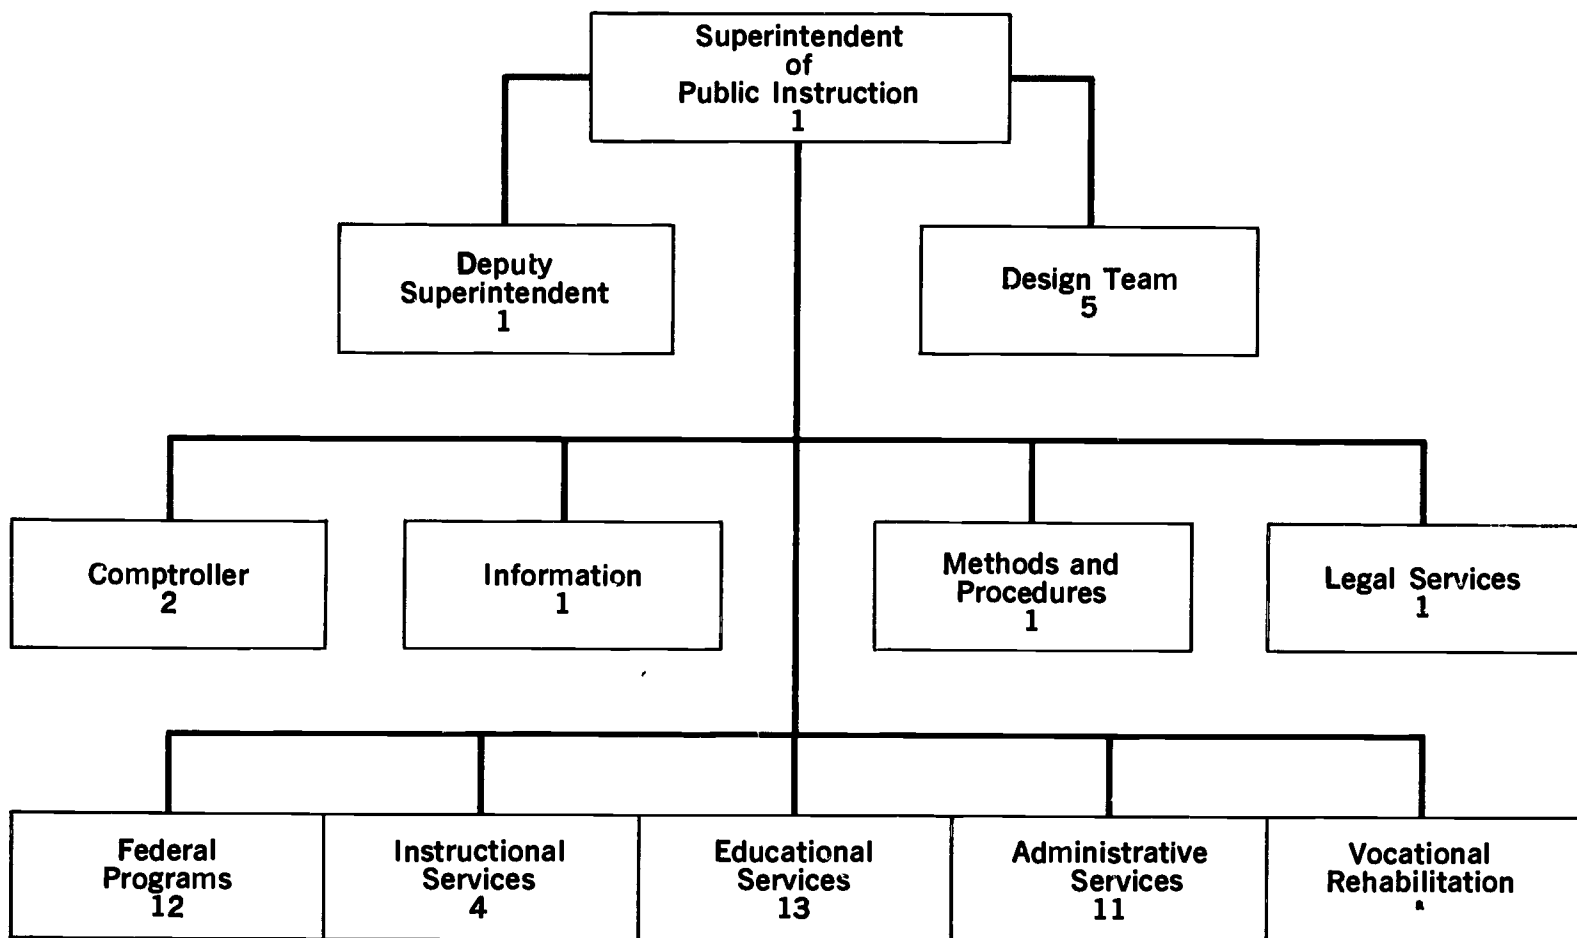 Superintendent
of
Public Instruction
1
Deputy
Superintendent
1
Design Team
5
Comptroller
2
Information
1
Methods and
Procedures
1
Legal Services
1
Federal
Programs
12
Instructional
Services
4
Educational
Services
13
Administrative
Services
11
Vocational
Rehabilitation